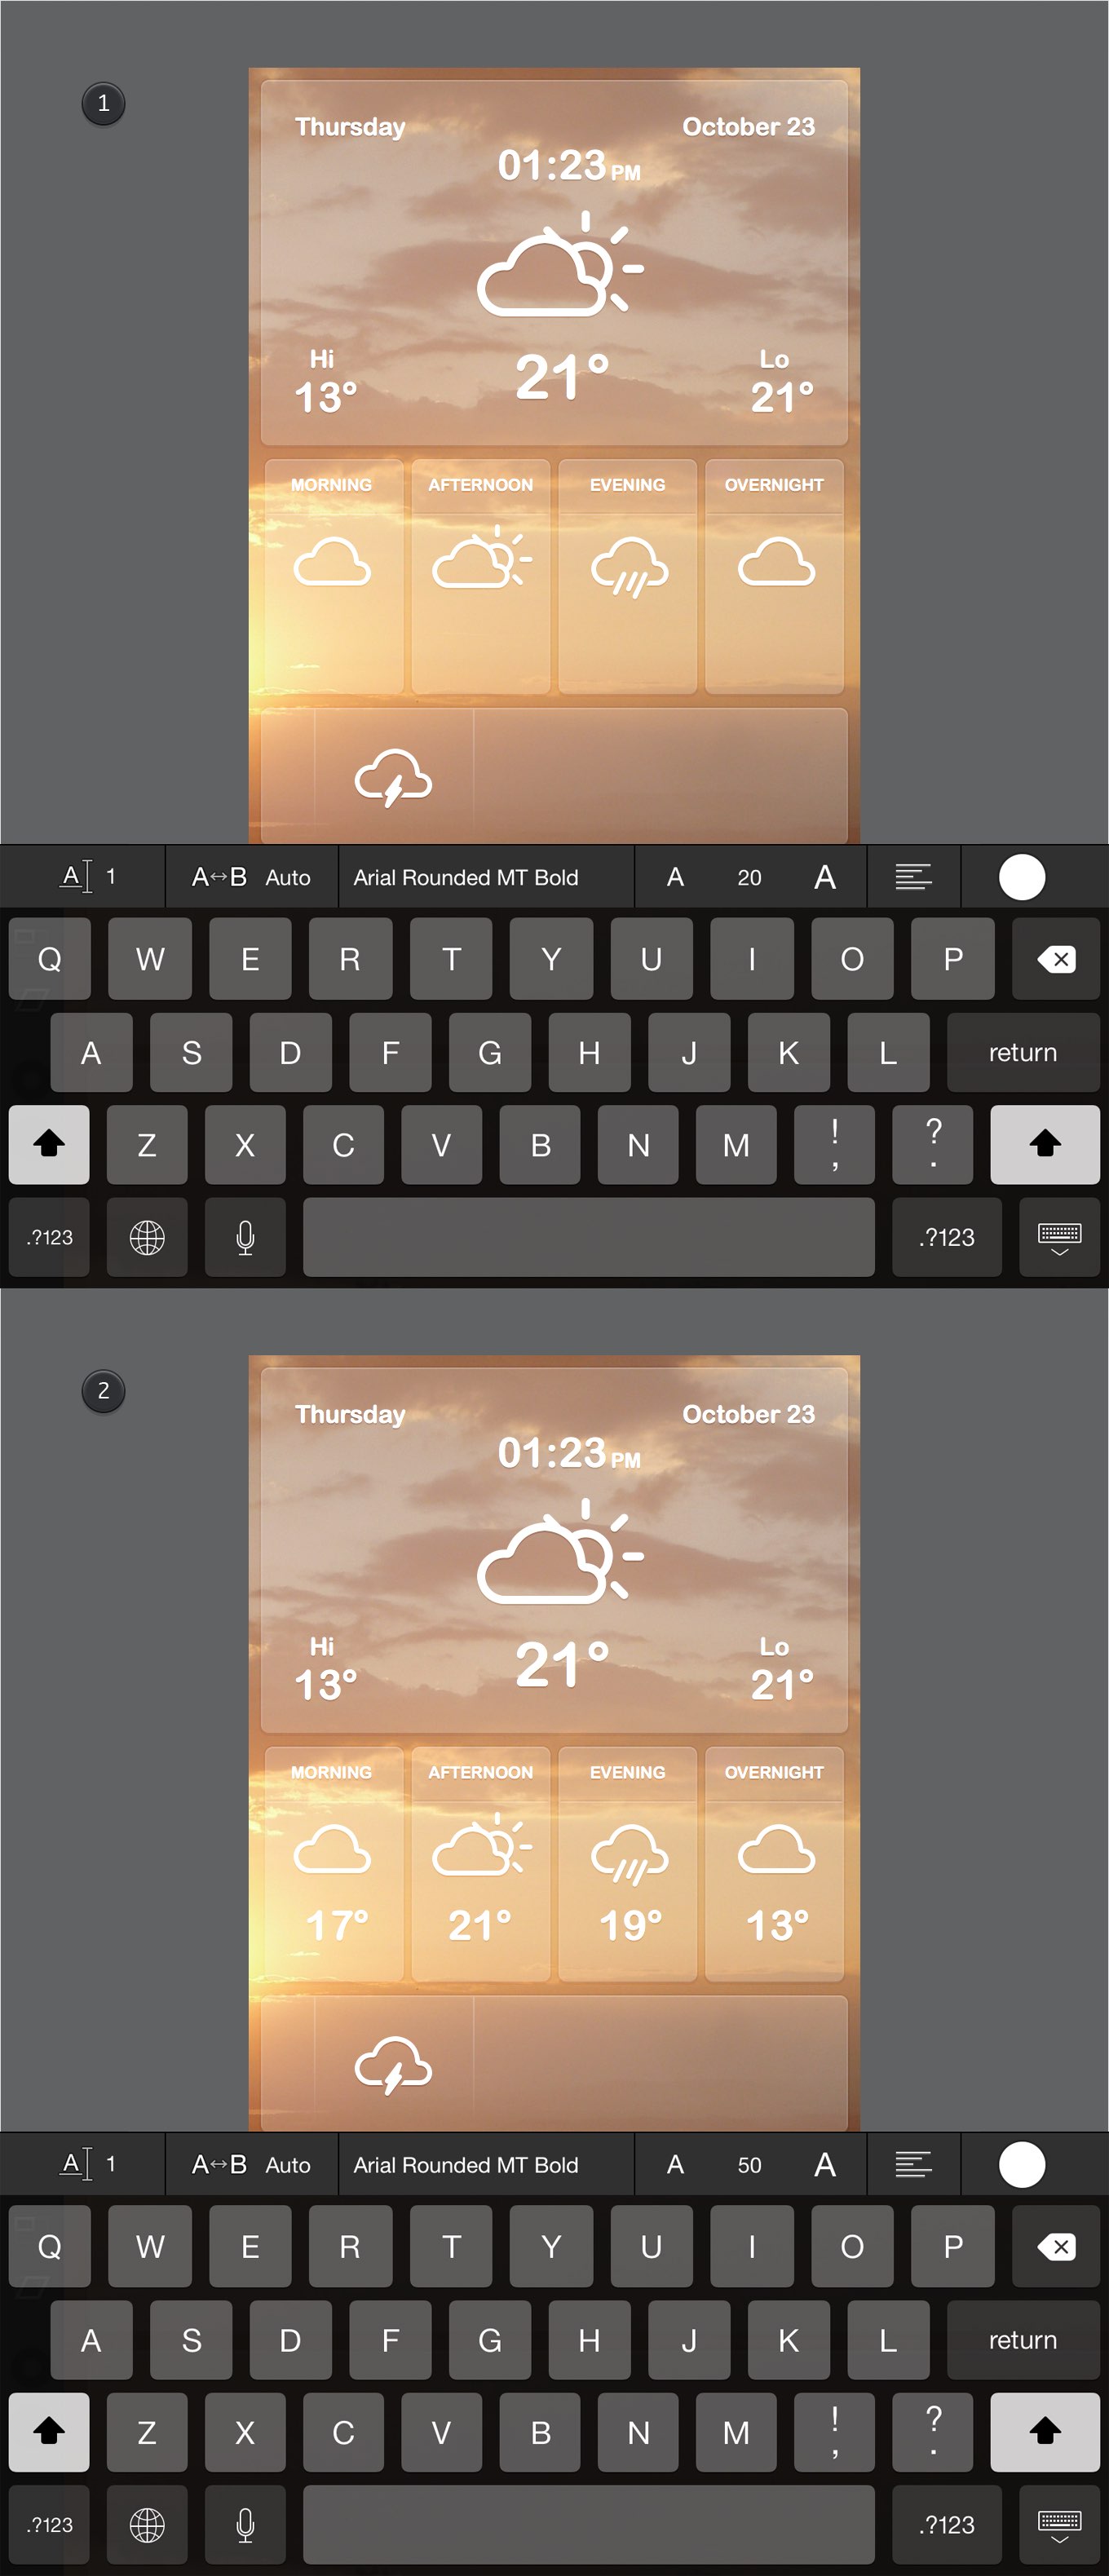 1
Thursday October 23
01:23 PM
Hi 21° Lo
13° 21°
MORNING AFTERNOON EVENING OVERNIGHT
A 1 A↔B Auto Arial Rounded MT Bold A 20 A
Q W E R T Y U I O P
A S D F G H J K L return
Z X C V B N M ! , ? .
.?123 .?123
2
Thursday October 23
01:23 PM
Hi 21° Lo
13° 21°
MORNING AFTERNOON EVENING OVERNIGHT
17° 21° 19° 13°
A 1 A↔B Auto Arial Rounded MT Bold A 50 A
Q W E R T Y U I O P
A S D F G H J K L return
Z X C V B N M ! , ? .
.?123 .?123